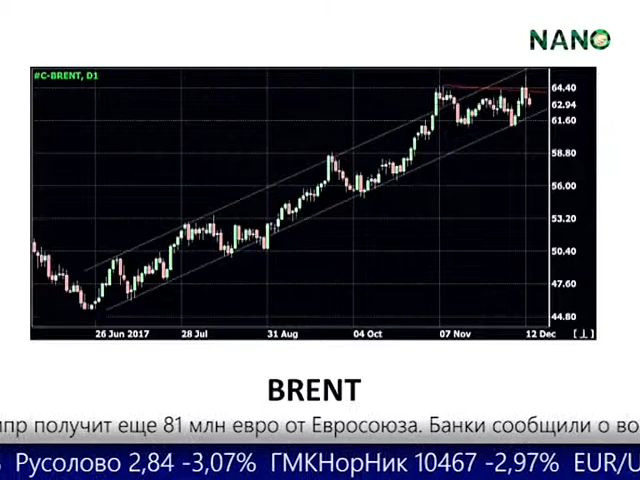 NANO
#C-BRENT, D1
64.40
62.94
61.60
58.80
56.00
53.20
50.40
47.60
44.80
26 Jun 2017 28 Jul 31 Aug 04 Oct 07 Nov 12 Dec
BRENT
ипр получит еще 81 млн евро от Евросоюза. Банки сообщили о во
Русолово 2,84 -3,07% ГМКНорНик 10467 -2,97% EUR/U